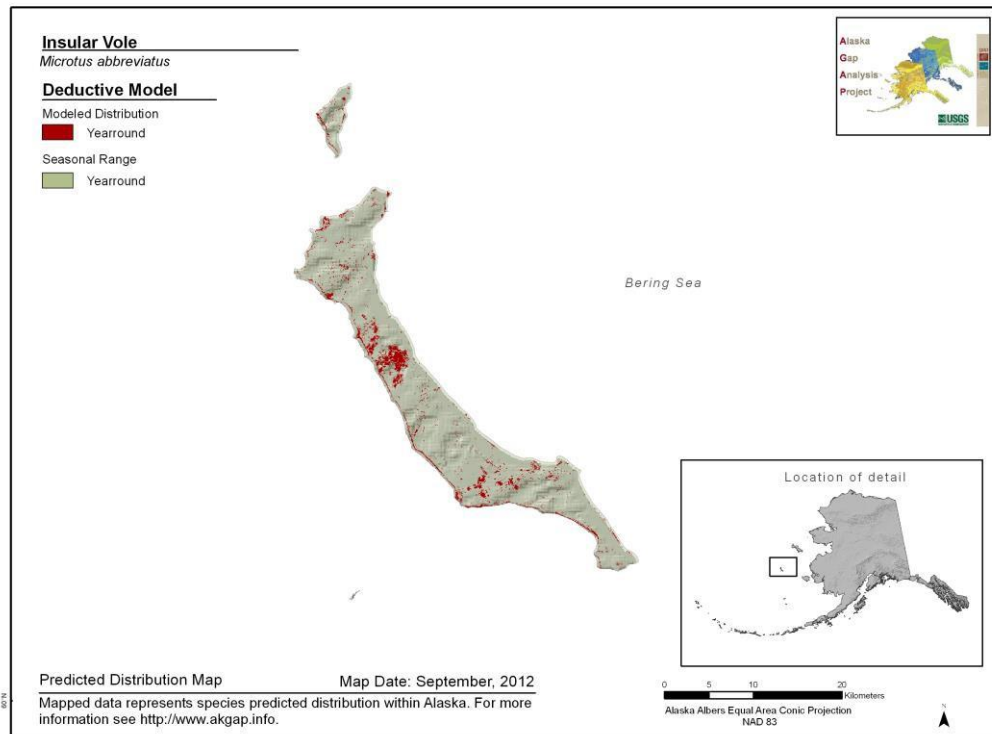 Insular Vole
Microtus abbreviatus
Deductive Model
Modeled Distribution
Yearround
Seasonal Range
Yearround
Alaska
Gap
Analysis
Project
USGS
Bering Sea
Location of detail
Predicted Distribution Map
Map Date: September, 2012
Mapped data represents species predicted distribution within Alaska. For more
information see http://www.akgap.info.
0 5 10 20
Kilometers
Alaska Albers Equal Area Conic Projection
NAD 83
N
60°N